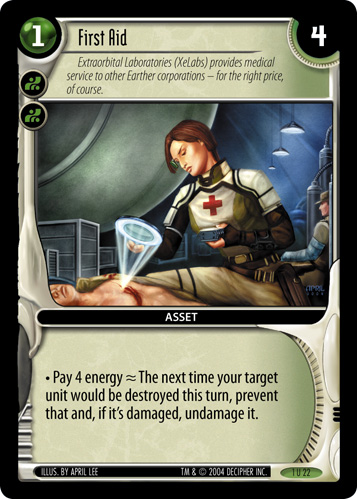 1 First Aid 4
Extraorbital Laboratories (XeLabs) provides medical
service to other Earther corporations – for the right price,
of course.
APRIL
ASSET
• Pay 4 energy ≈ The next time your target
unit would be destroyed this turn, prevent
that and, if it's damaged, undamage it.
ILLUS. BY APRIL LEE TM & © 2004 DECIPHER INC. 1 U 22